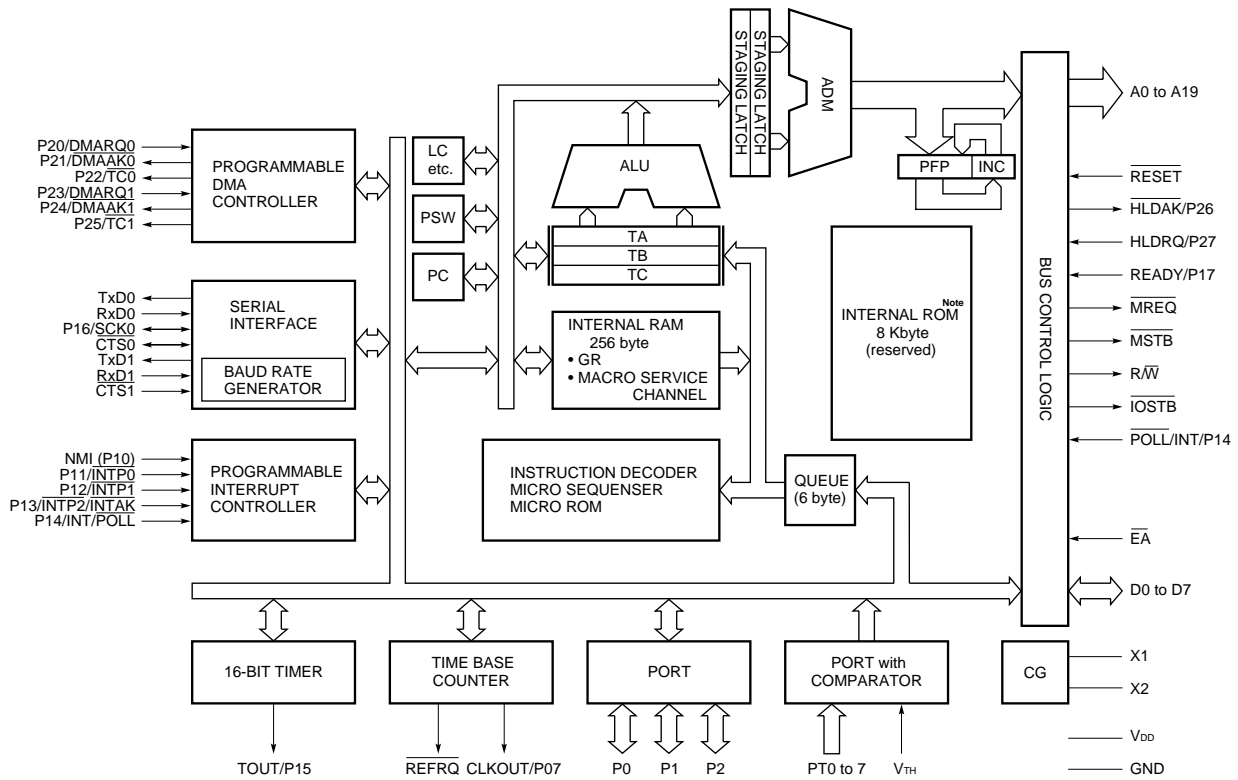 P20/DMARQ0
P21/DMAAK0
P22/TC0
P23/DMARQ1
P24/DMAAK1
P25/TC1
PROGRAMMABLE
DMA
CONTROLLER
TxD0
RxD0
P16/SCK0
CTS0
TxD1
RxD1
CTS1
SERIAL
INTERFACE
BAUD RATE
GENERATOR
NMI (P10)
P11/INTP0
P12/INTP1
P13/INTP2/INTAK
P14/INT/POLL
PROGRAMMABLE
INTERRUPT
CONTROLLER
LC
etc.
PSW
PC
ALU
TA
TB
TC
INTERNAL RAM
256 byte
• GR
• MACRO SERVICE
CHANNEL
INSTRUCTION DECODER
MICRO SEQUENSER
MICRO ROM
QUEUE
(6 byte)
STAGING LATCH
STAGING LATCH
ADM
PFP
INC
INTERNAL ROM Note
8 Kbyte
(reserved)
BUS CONTROL LOGIC
A0 to A19
RESET
HLDAK/P26
HLDRQ/P27
READY/P17
MREQ
MSTB
R/W
IOSTB
POLL/INT/P14
EA
D0 to D7
16-BIT TIMER
TIME BASE
COUNTER
PORT
PORT with
COMPARATOR
CG
X1
X2
VDD
GND
TOUT/P15
REFRQ
CLKOUT/P07
P0
P1
P2
PT0 to 7
VTH